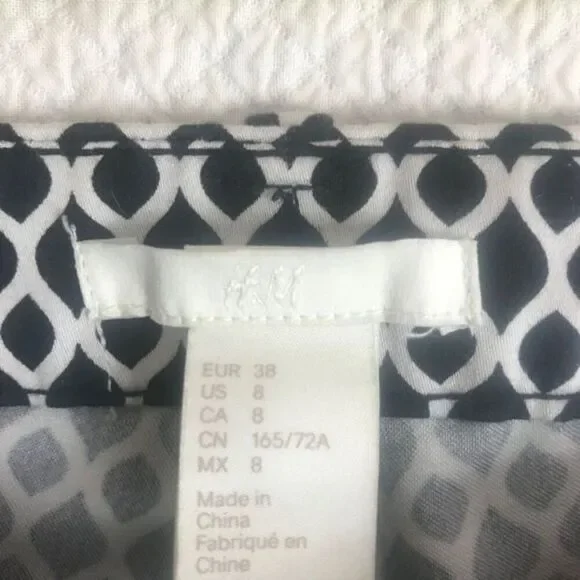 H&M
EUR 38
US 8
CA 8
CN 165/72A
MX 8
Made in
China
Fabriqué en
Chine